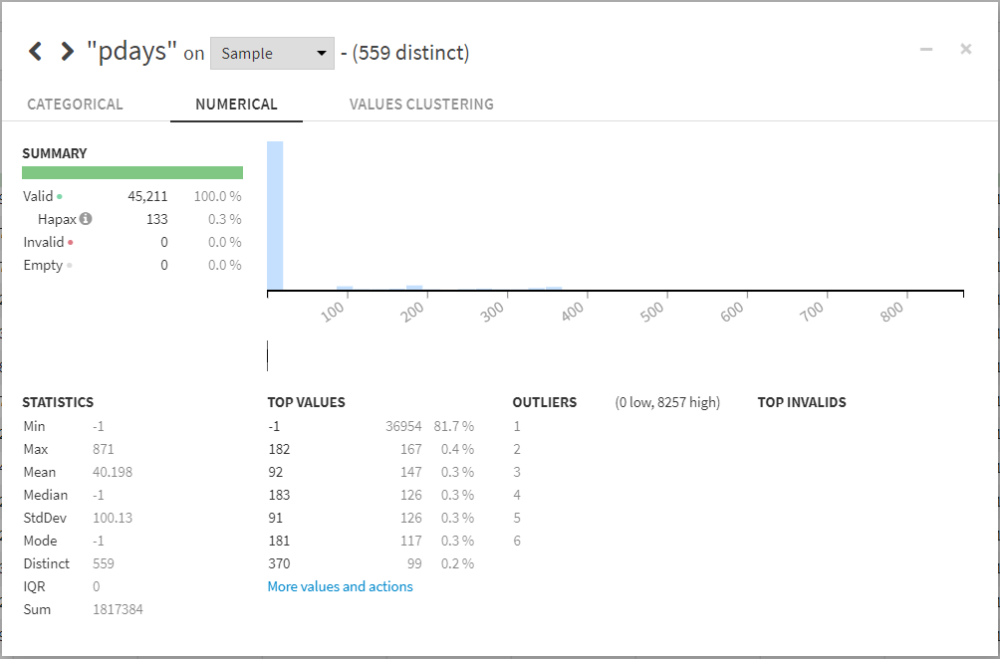 "pdays" on Sample - (559 distinct)
CATEGORICAL NUMERICAL VALUES CLUSTERING
SUMMARY
Valid 45,211 100.0 %
Hapax 133 0.3 %
Invalid 0 0.0 %
Empty 0 0.0 %
100 200 300 400 500 600 700 800
STATISTICS
Min -1
Max 871
Mean 40.198
Median -1
StdDev 100.13
Mode -1
Distinct 559
IQR 0
Sum 1817384
TOP VALUES
-1 36954 81.7 %
182 167 0.4 %
92 147 0.3 %
183 126 0.3 %
91 126 0.3 %
181 117 0.3 %
370 99 0.2 %
More values and actions
OUTLIERS (0 low, 8257 high)
1
2
3
4
5
6
TOP INVALIDS